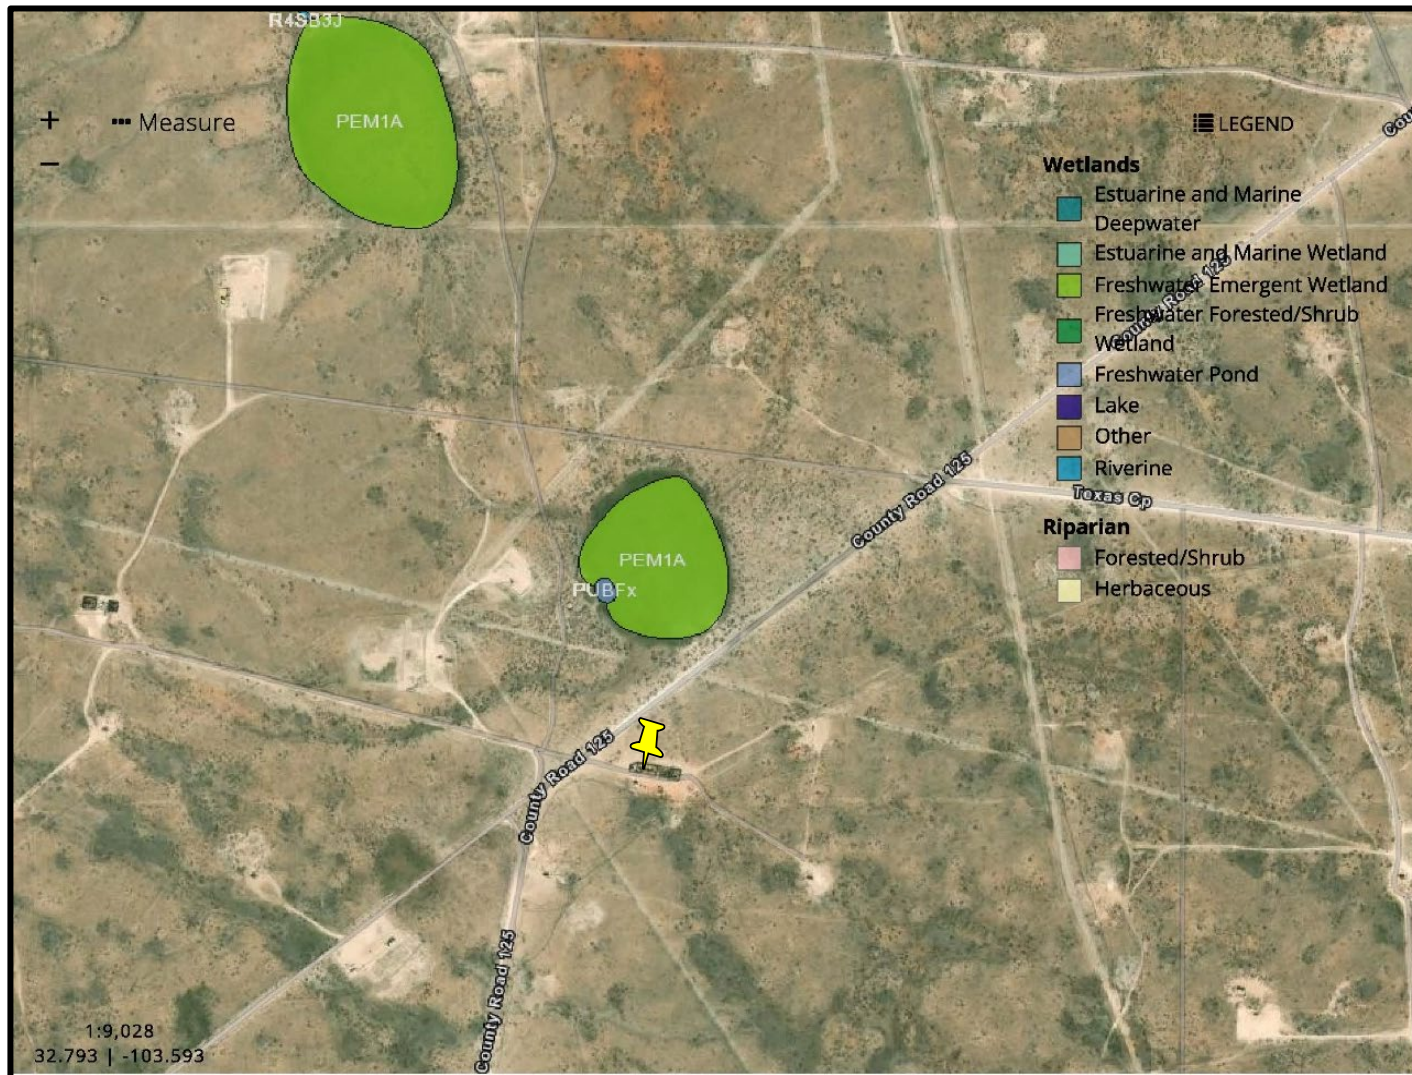 R4SB3J
PEM1A
+
Measure
−
LEGEND
Coun
Wetlands
Estuarine and Marine
Deepwater
Estuarine and Marine Wetland
Freshwater Emergent Wetland
Freshwater Forested/Shrub
Wetland
Freshwater Pond
Lake
Other
Riverine
County Road 125
County Road 125
Texas Cp
Riparian
Forested/Shrub
Herbaceous
PEM1A
PUBFx
County Road 125
County Road 125
1:9,028
32.793 | -103.593